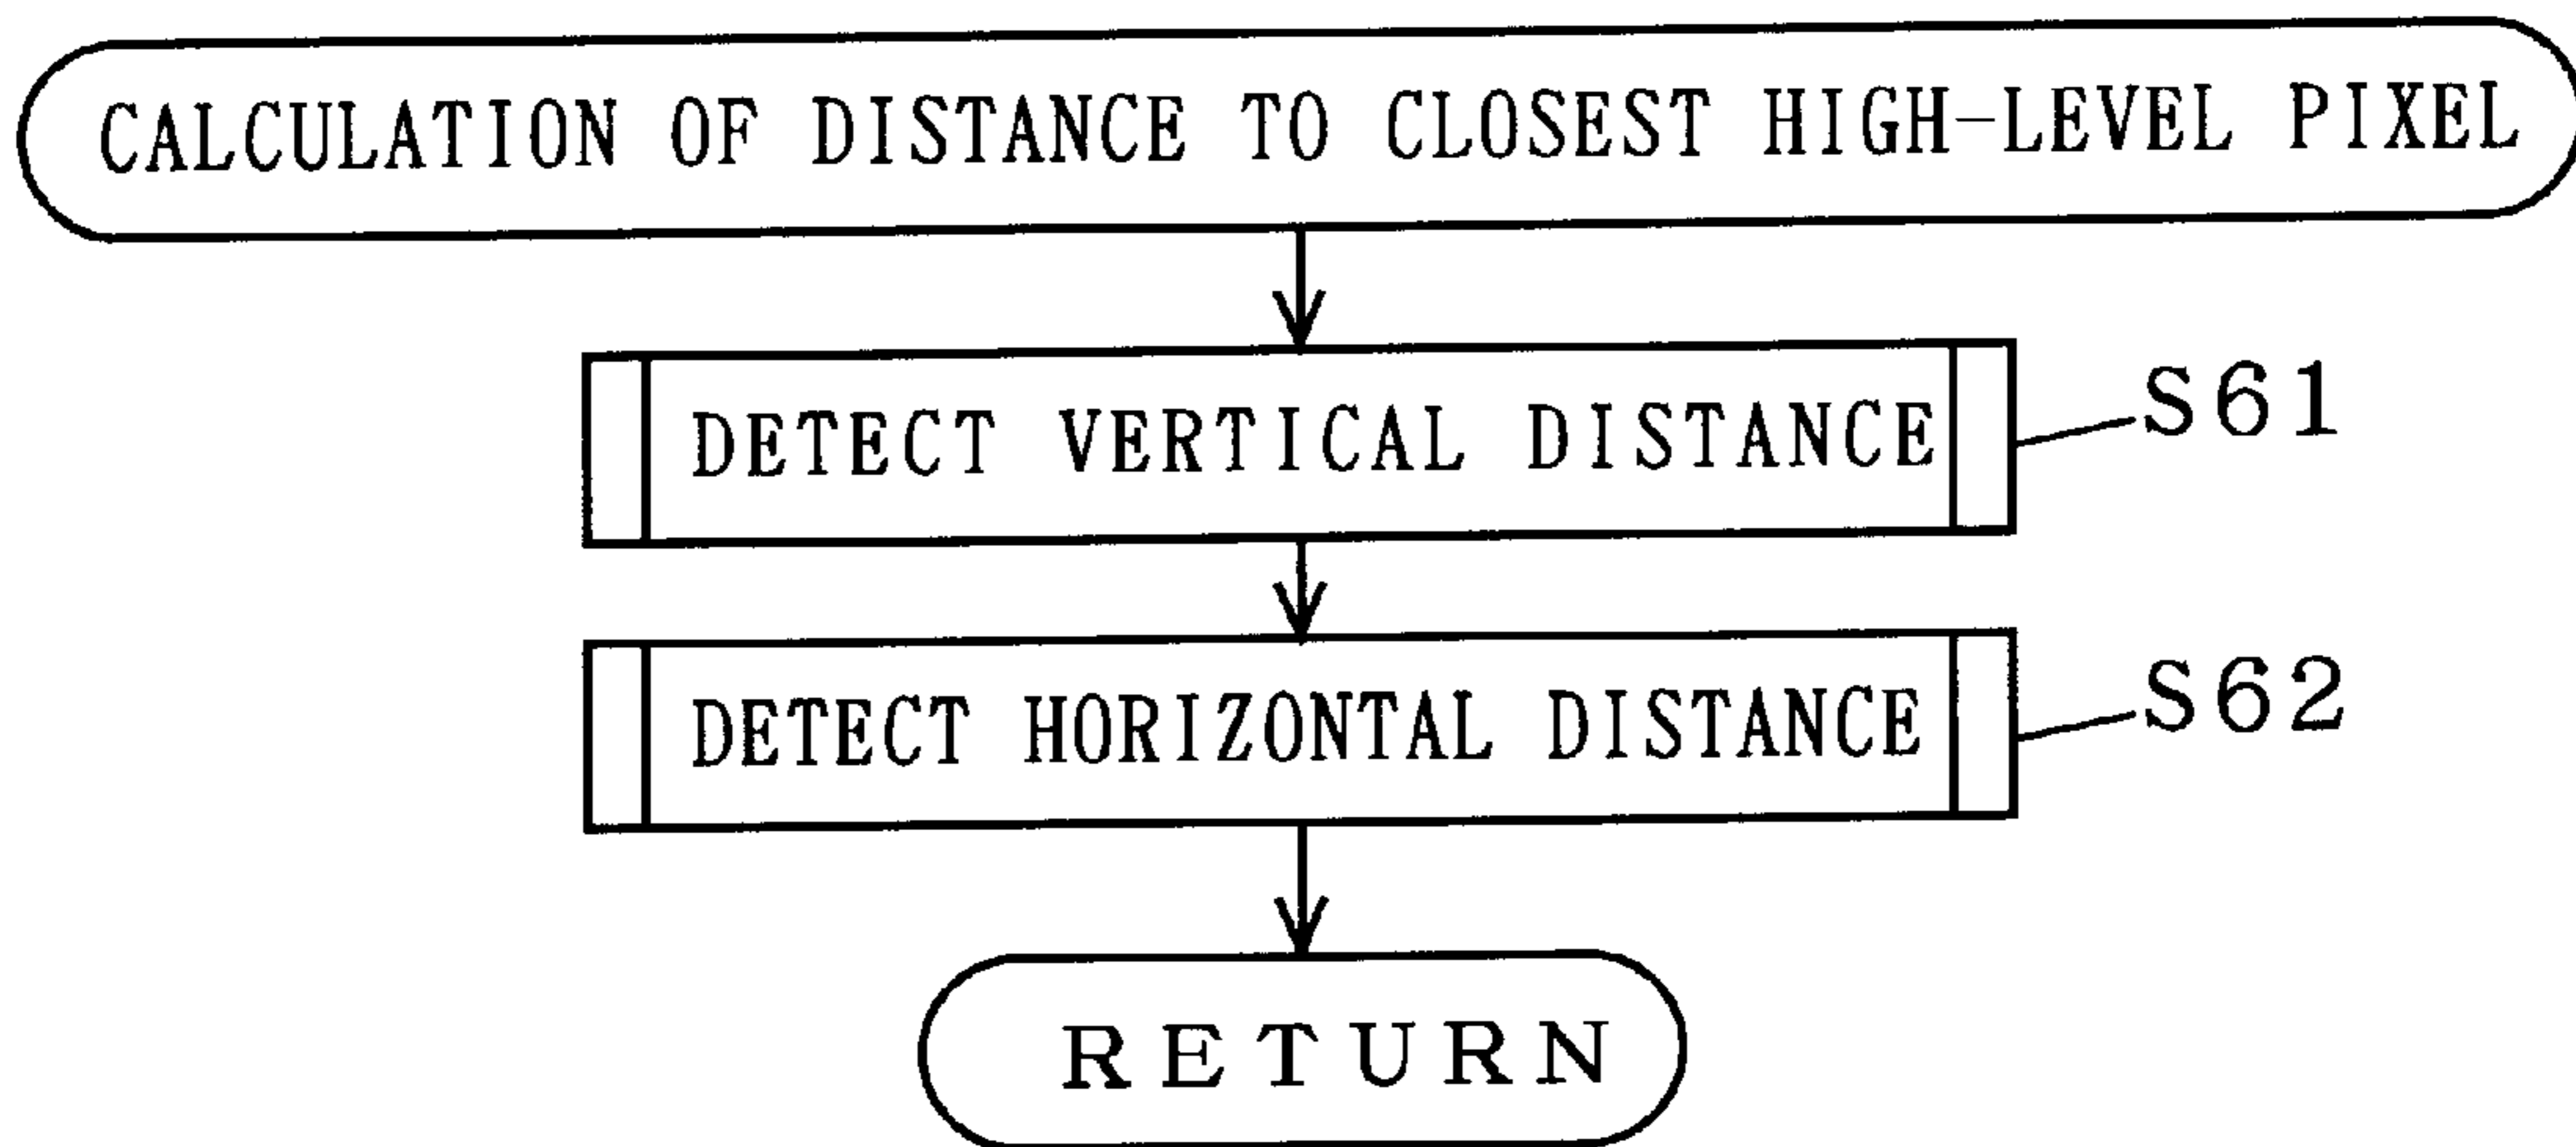 CALCULATION OF DISTANCE TO CLOSEST HIGH-LEVEL PIXEL
DETECT VERTICAL DISTANCE
S61
DETECT HORIZONTAL DISTANCE
S62
RETURN